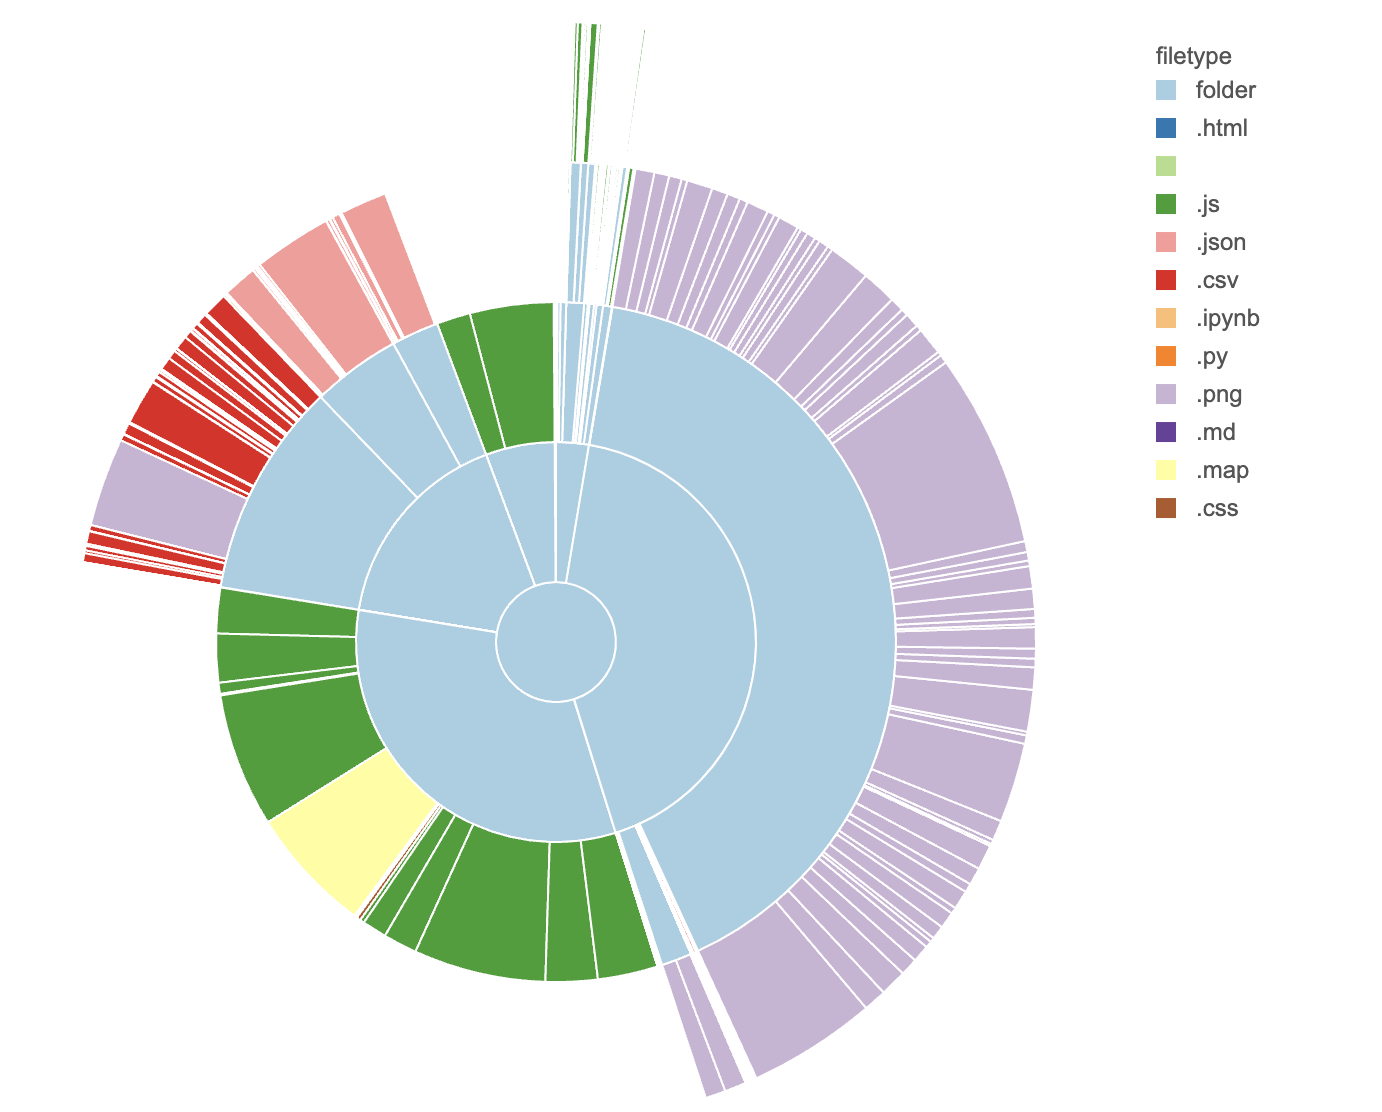 filetype
folder
.html
.js
.json
.csv
.ipynb
.py
.png
.md
.map
.css